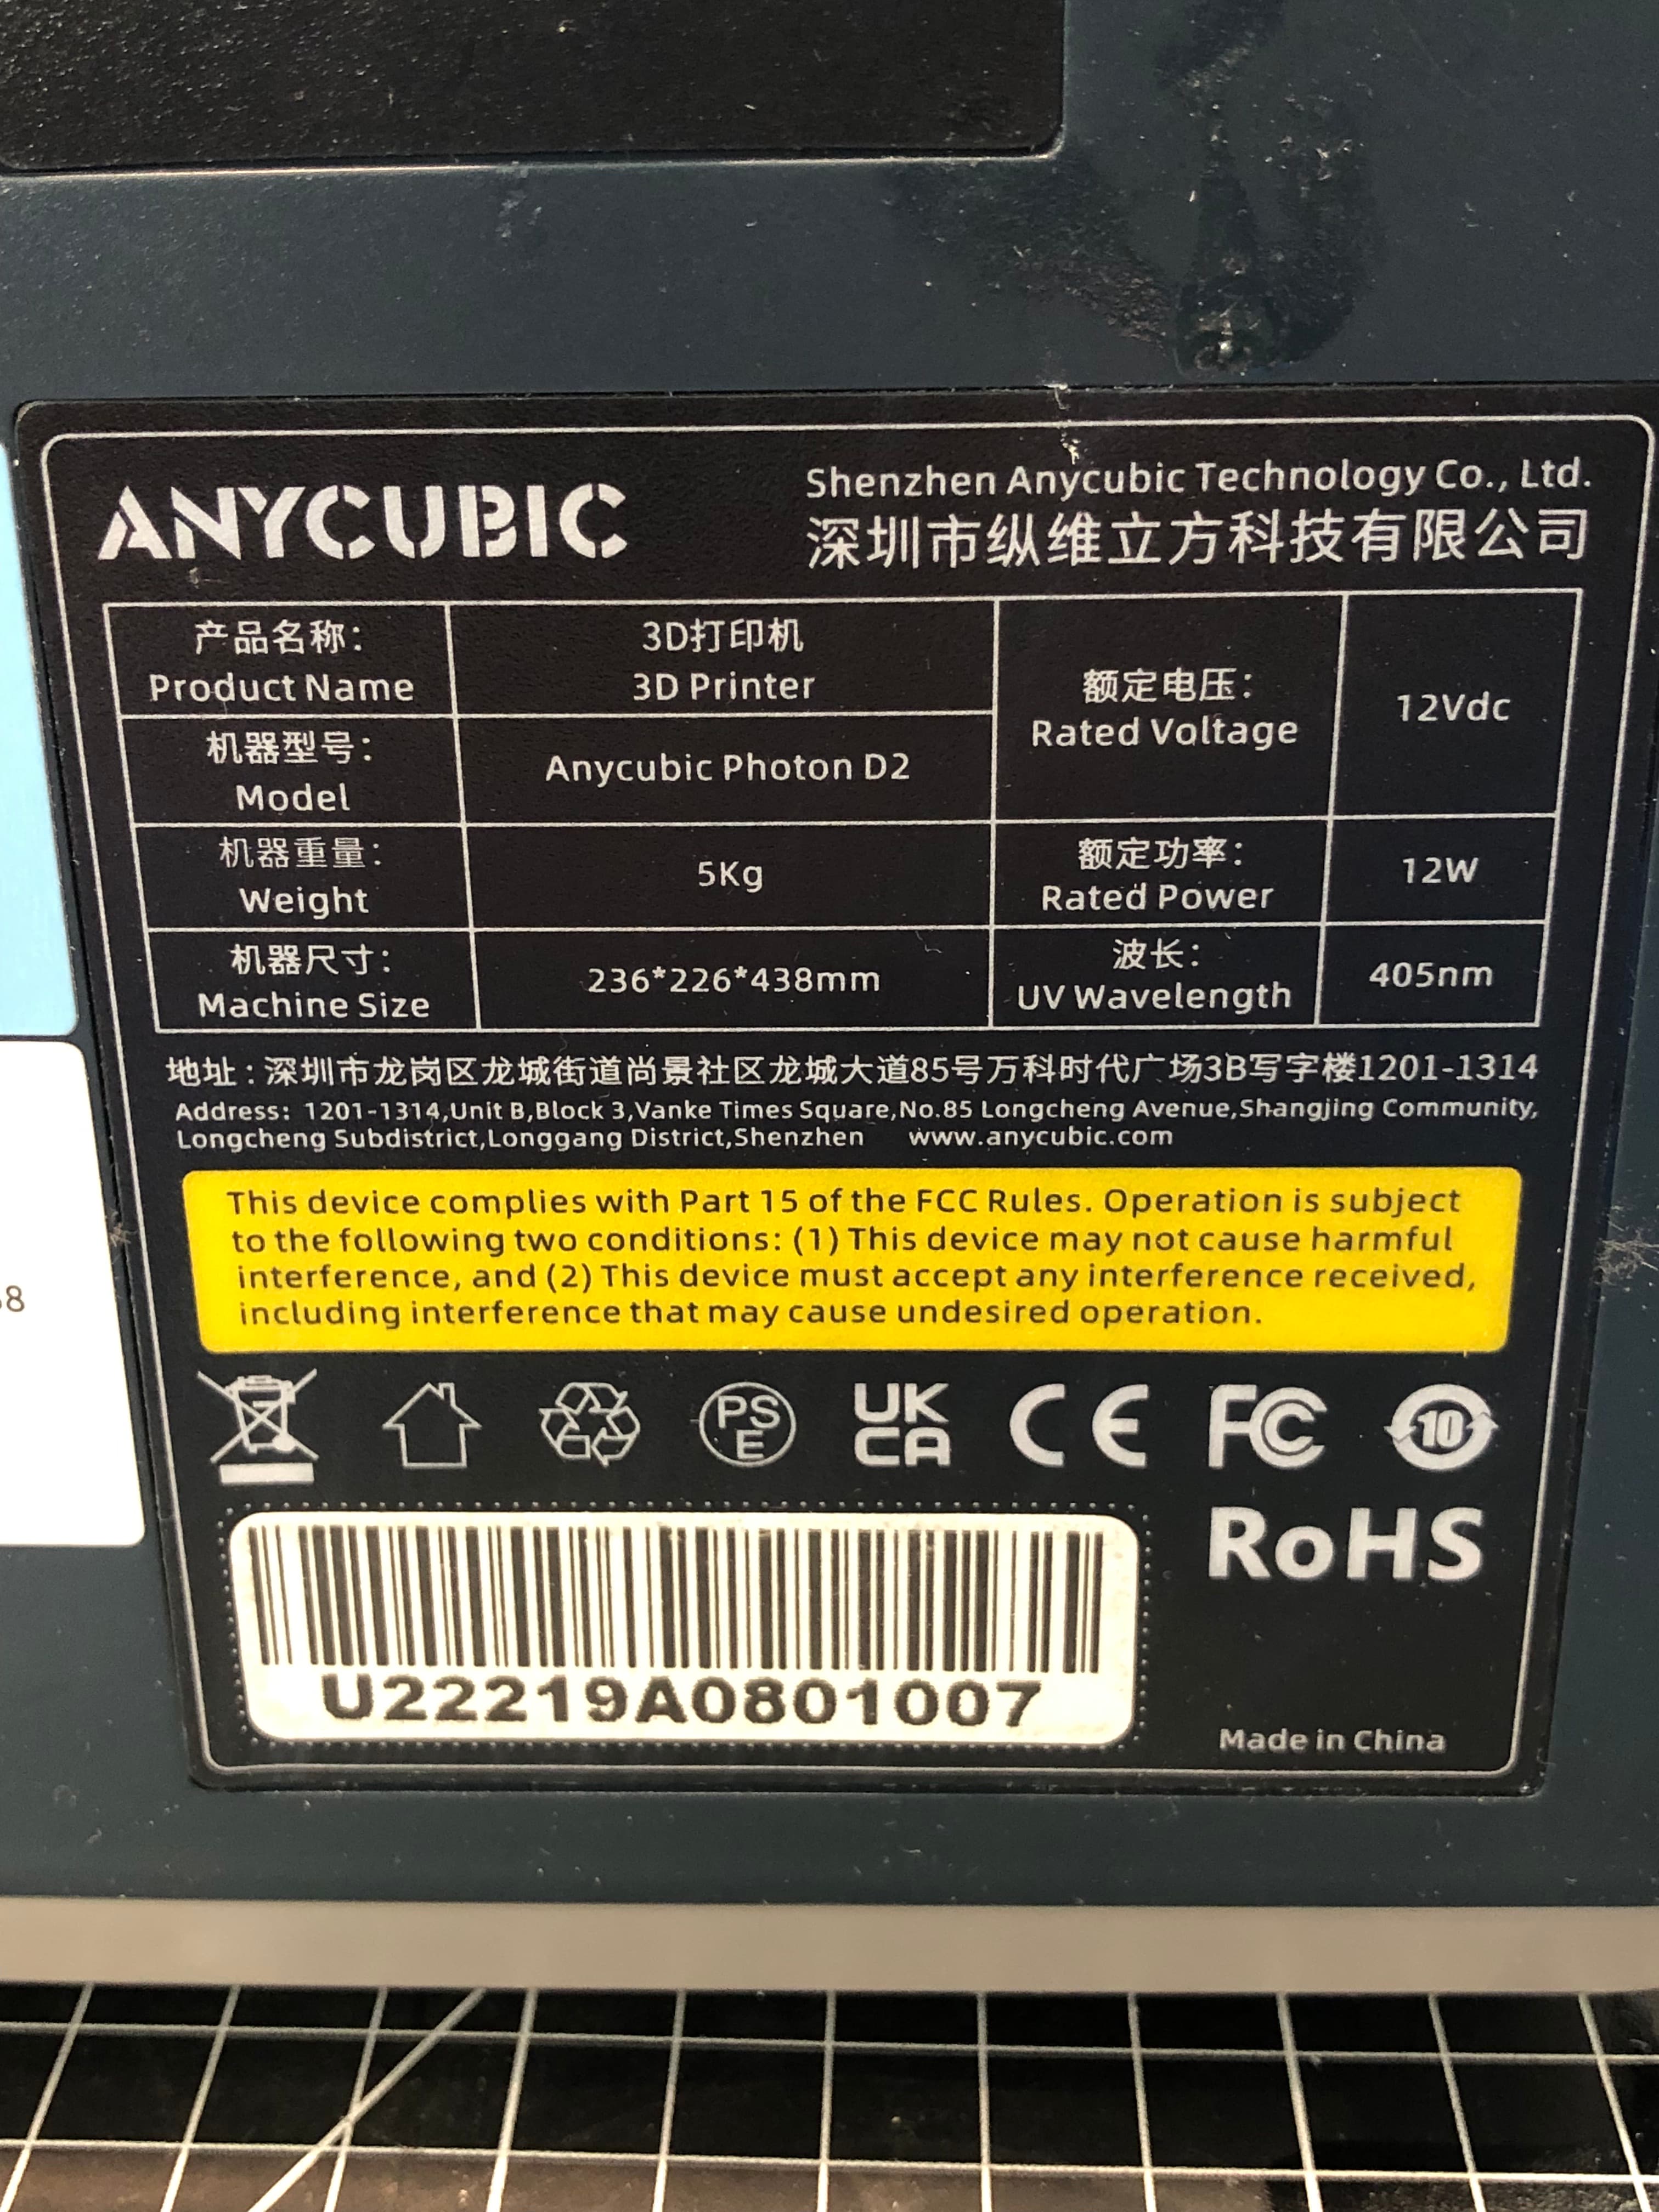 ANYCUBIC
Shenzhen Anycubic Technology Co., Ltd.
深圳市纵维立方科技有限公司
产品名称：
Product Name
3D打印机
3D Printer
机器型号：
Model
Anycubic Photon D2
额定电压：
Rated Voltage
12Vdc
机器重量：
Weight
5Kg
额定功率：
Rated Power
12W
机器尺寸：
Machine Size
236*226*438mm
波长：
UV Wavelength
405nm
地址：深圳市龙岗区龙城街道尚景社区龙城大道85号万科时代广场3B写字楼1201-1314
Address: 1201-1314,Unit B,Block 3,Vanke Times Square,No.85 Longcheng Avenue,Shangjing Community,
Longcheng Subdistrict,Longgang District,Shenzhen www.anycubic.com
This device complies with Part 15 of the FCC Rules. Operation is subject
to the following two conditions: (1) This device may not cause harmful
interference, and (2) This device must accept any interference received,
including interference that may cause undesired operation.
8
PS
E
UK
CA
CE
FC
10
RoHS
U22219A0801007
Made in China